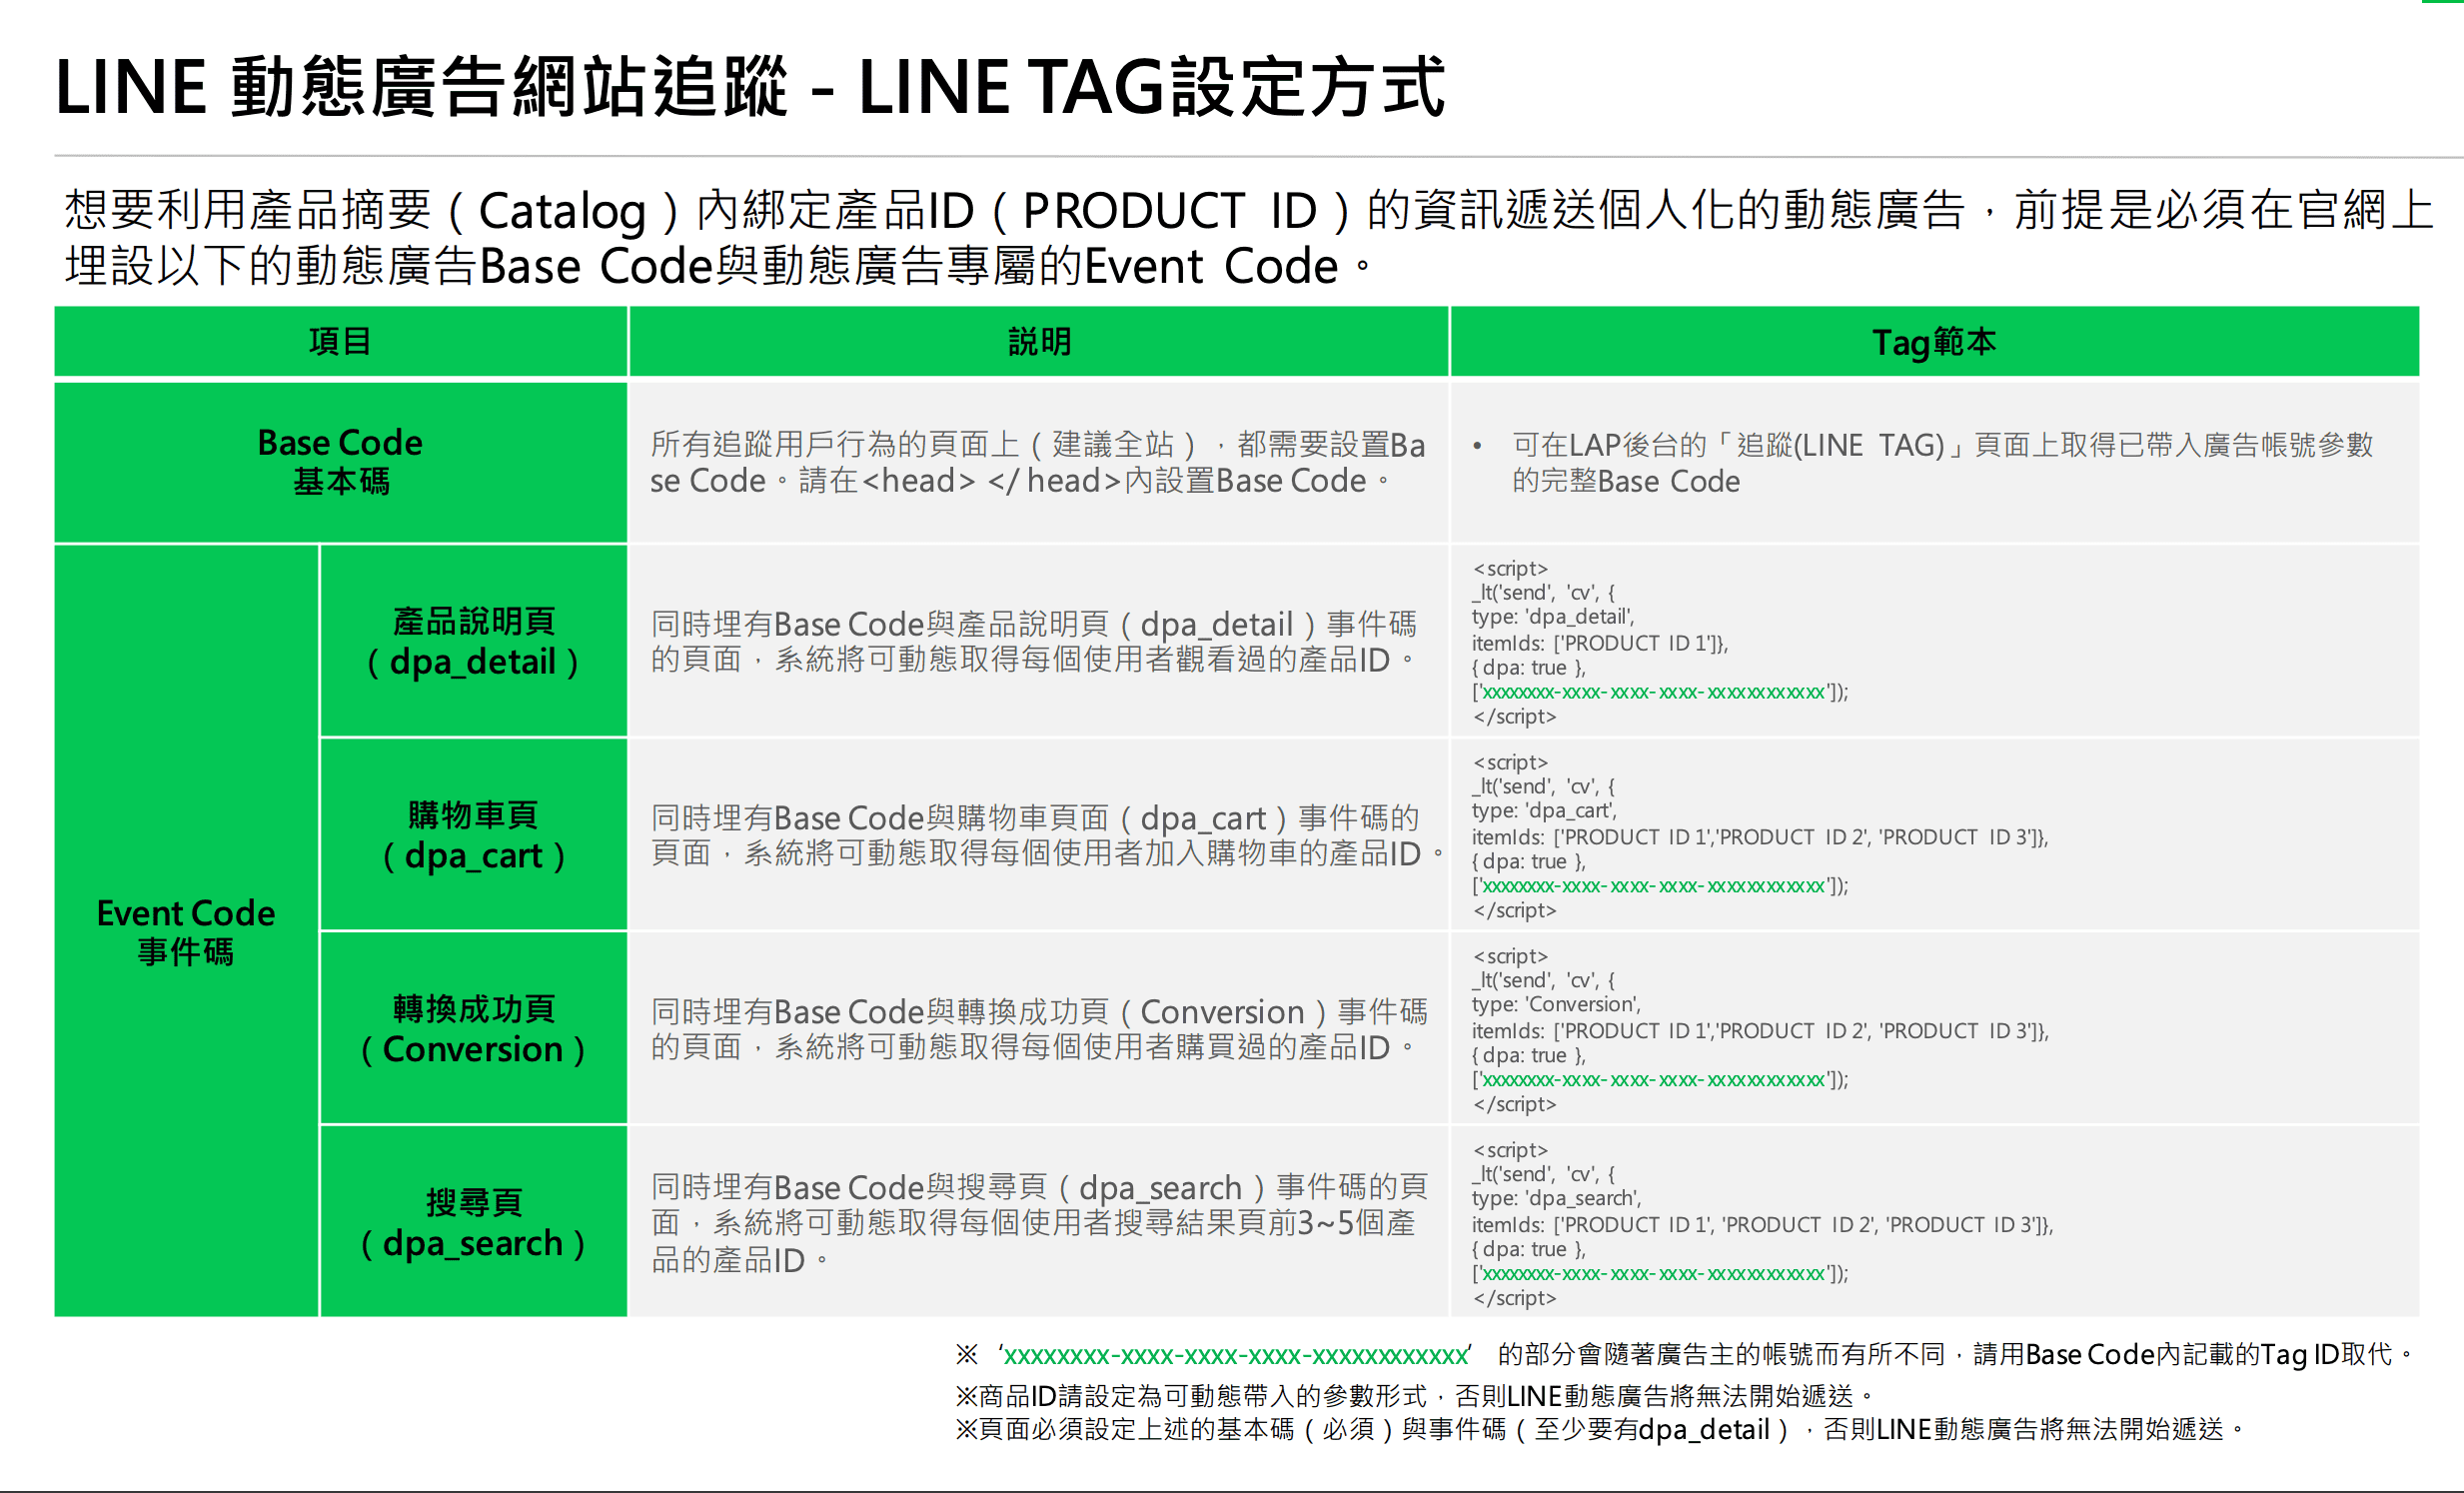 LINE 動態廣告網站追蹤 - LINE TAG設定方式
想要利用產品摘要（Catalog）內綁定產品ID（PRODUCT ID）的資訊遞送個人化的動態廣告，前提是必須在官網上
埋設以下的動態廣告Base Code與動態廣告專屬的Event Code。
項目
説明
Tag範本
Base Code
基本碼
所有追蹤用戶行為的頁面上（建議全站），都需要設置Ba
se Code。請在<head> </ head>內設置Base Code。
• 可在LAP後台的「追蹤(LINE TAG)」頁面上取得已帶入廣告帳號參數
的完整Base Code
Event Code
事件碼
產品說明頁
（dpa_detail）
同時埋有Base Code與產品說明頁（dpa_detail）事件碼
的頁面，系統將可動態取得每個使用者觀看過的產品ID。
<script>
_lt('send', 'cv', {
type: 'dpa_detail',
itemIds: ['PRODUCT ID 1']},
{ dpa: true },
['xxxxxxxx-xxxx-xxxx-xxxx-xxxxxxxxxxxx']);
</script>
購物車頁
（dpa_cart）
同時埋有Base Code與購物車頁面（dpa_cart）事件碼的
頁面，系統將可動態取得每個使用者加入購物車的產品ID。
<script>
_lt('send', 'cv', {
type: 'dpa_cart',
itemIds: ['PRODUCT ID 1','PRODUCT ID 2', 'PRODUCT ID 3']},
{ dpa: true },
['xxxxxxxx-xxxx-xxxx-xxxx-xxxxxxxxxxxx']);
</script>
轉換成功頁
（Conversion）
同時埋有Base Code與轉換成功頁（Conversion）事件碼
的頁面，系統將可動態取得每個使用者購買過的產品ID。
<script>
_lt('send', 'cv', {
type: 'Conversion',
itemIds: ['PRODUCT ID 1','PRODUCT ID 2', 'PRODUCT ID 3']},
{ dpa: true },
['xxxxxxxx-xxxx-xxxx-xxxx-xxxxxxxxxxxx']);
</script>
搜尋頁
（dpa_search）
同時埋有Base Code與搜尋頁（dpa_search）事件碼的頁
面，系統將可動態取得每個使用者搜尋結果頁前3~5個產
品的產品ID。
<script>
_lt('send', 'cv', {
type: 'dpa_search',
itemIds: ['PRODUCT ID 1', 'PRODUCT ID 2', 'PRODUCT ID 3']},
{ dpa: true },
['xxxxxxxx-xxxx-xxxx-xxxx-xxxxxxxxxxxx']);
</script>
※ ‘xxxxxxxx-xxxx-xxxx-xxxx-xxxxxxxxxxxx’ 的部分會隨著廣告主的帳號而有所不同，請用Base Code內記載的Tag ID取代。
※商品ID請設定為可動態帶入的參數形式，否則LINE動態廣告將無法開始遞送。
※頁面必須設定上述的基本碼（必須）與事件碼（至少要有dpa_detail），否則LINE動態廣告將無法開始遞送。